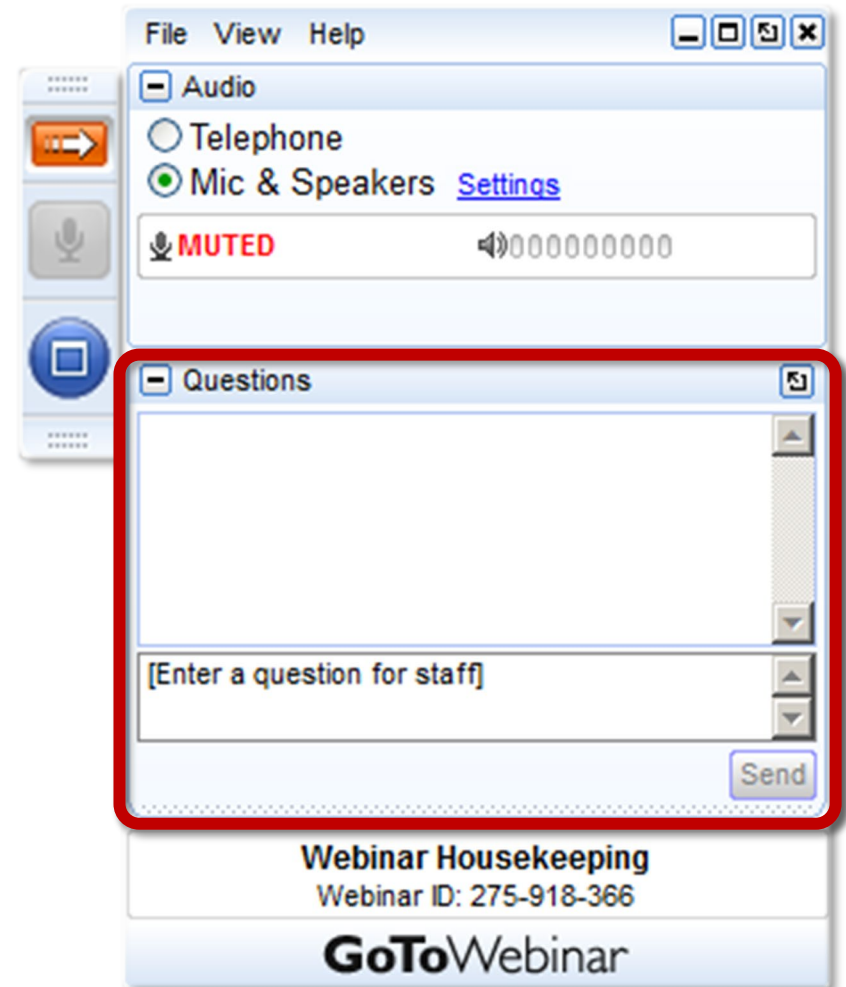 File View Help
Audio
Telephone
Mic & Speakers Settings
MUTED
Questions
[Enter a question for staff]
Send
Webinar Housekeeping
Webinar ID: 275-918-366
GoToWebinar